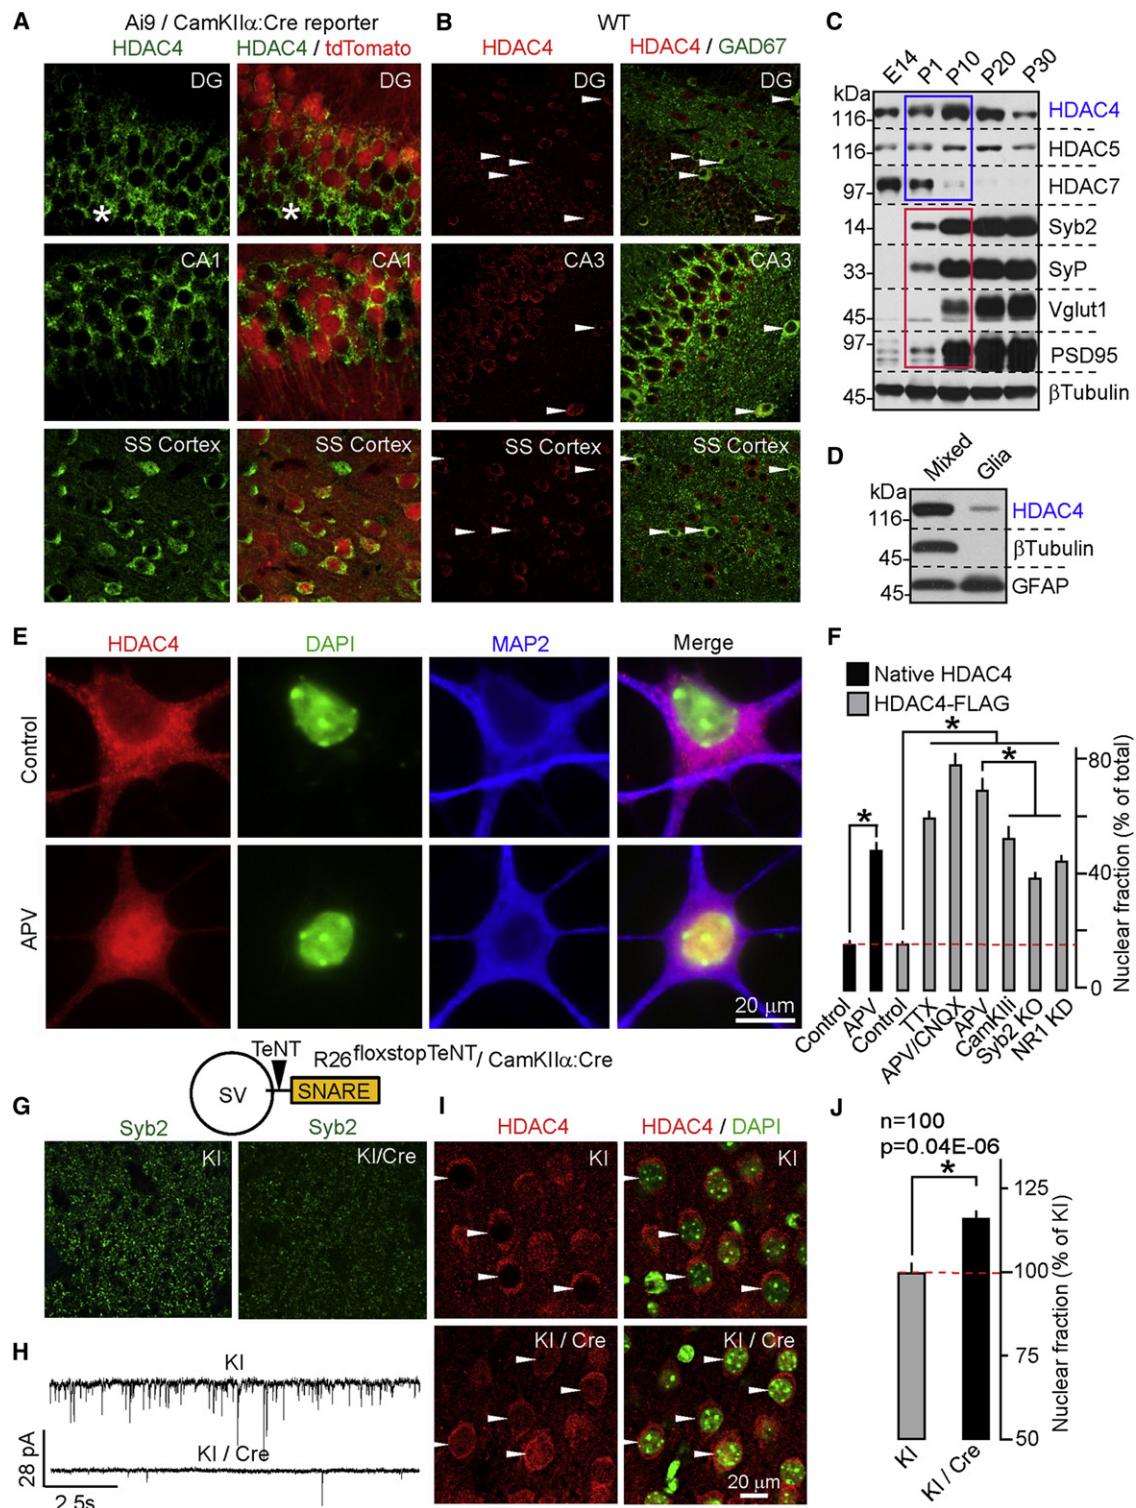 A
Ai9 / CamKIIα:Cre reporter
HDAC4
HDAC4 / tdTomato
DG
DG
*
*
CA1
CA1
SS Cortex
SS Cortex
B
WT
HDAC4
HDAC4 / GAD67
DG
DG
CA3
CA3
SS Cortex
SS Cortex
C
E14 P1 P10 P20 P30
kDa
116 HDAC4
116 HDAC5
97 HDAC7
14 Syb2
33 SyP
45 Vglut1
97 PSD95
45 βTubulin
D
Mixed Glia
kDa
116 HDAC4
45 βTubulin
45 GFAP
E
HDAC4
DAPI
MAP2
Merge
Control
APV
20 μm
F
Native HDAC4
HDAC4-FLAG
*
*
*
80
40
0
Nuclear fraction (% of total)
Control
APV
Control
TTX
APV/CNQX
APV
CamKIIi
Syb2 KO
NR1 KD
TeNT
R26floxstopTeNT/ CamKIIα:Cre
SV
SNARE
G
Syb2
Syb2
KI
KI/Cre
H
KI
KI / Cre
28 pA
2.5s
I
HDAC4
HDAC4 / DAPI
KI
KI
KI / Cre
KI / Cre
20 μm
J
n=100
p=0.04E-06
*
125
100
75
50
Nuclear fraction (% of KI)
KI
KI / Cre